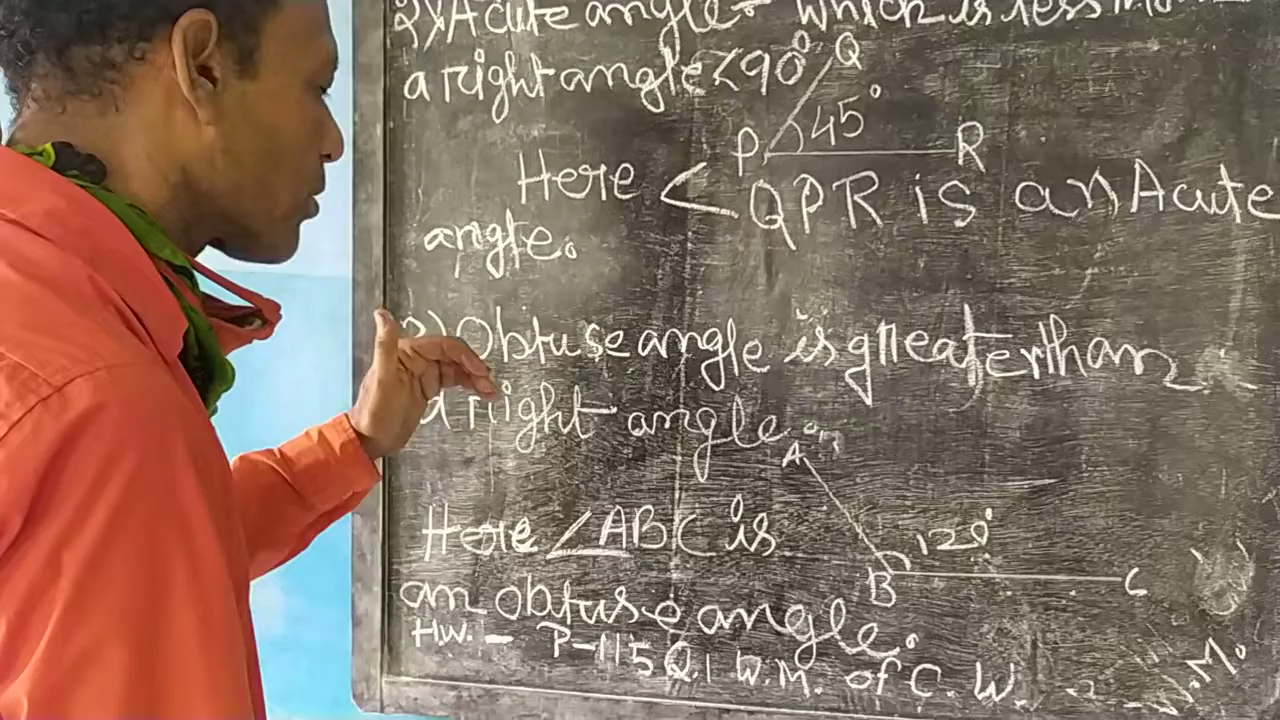 2) Acute angle- which is less than
a right angle < 90°
Q
45°
P R
Here < QPR is an Acute
angle.
3) Obtuse angle is greater than
a right angle.
A
Here ∠ABC is
120°
B C
an obtuse angle.
H.W. - P-115 Q.1 W.M. of C.W.